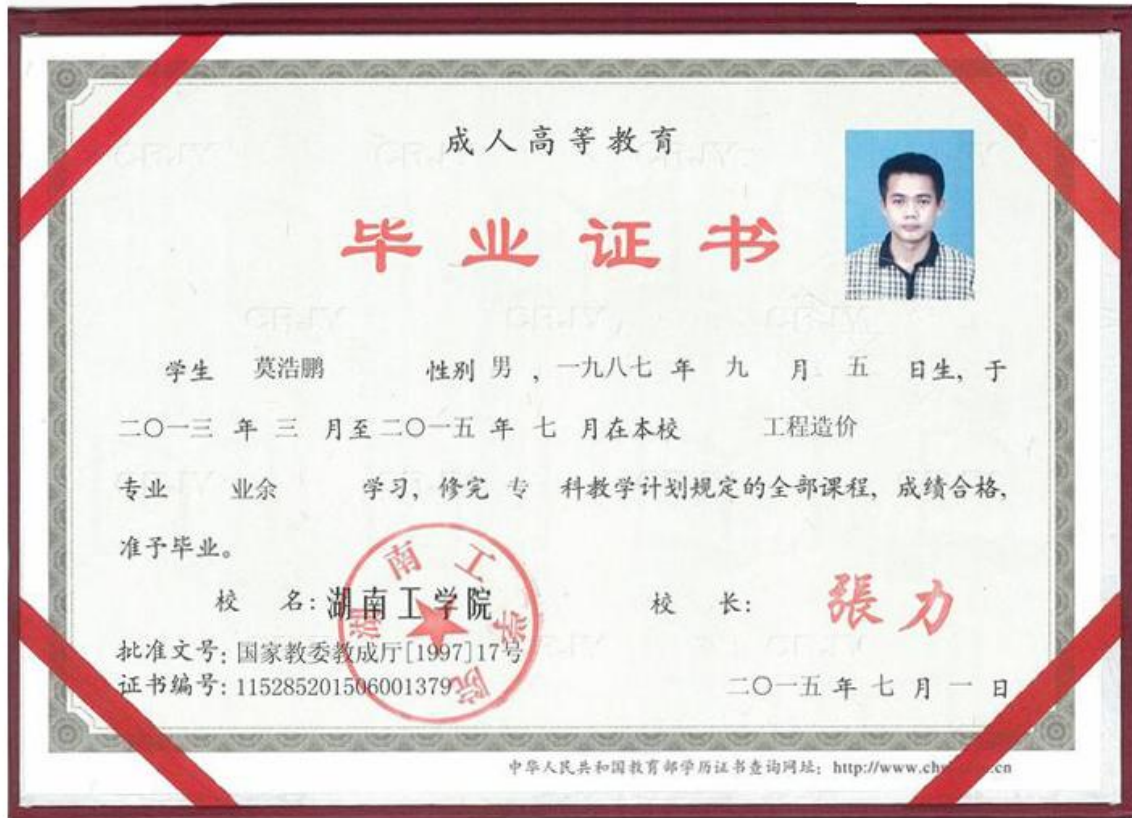 成人高等教育
毕业证书
学生 莫浩鹏 性别 男 , 一九八七 年 九 月 五 日生, 于
二〇一三 年 三 月至 二〇一五 年 七 月在本校 工程造价
专业 业余 学习, 修完 专 科教学计划规定的全部课程, 成绩合格,
准予毕业。
校 名: 湖南工学院 校 长: 張力
湖南工学院
批准文号: 国家教委教成厅[1997]17号
证书编号: 115285201506001379
二〇一五 年 七 月 一 日
中华人民共和国教育部学历证书查询网址: http://www.ch
cn